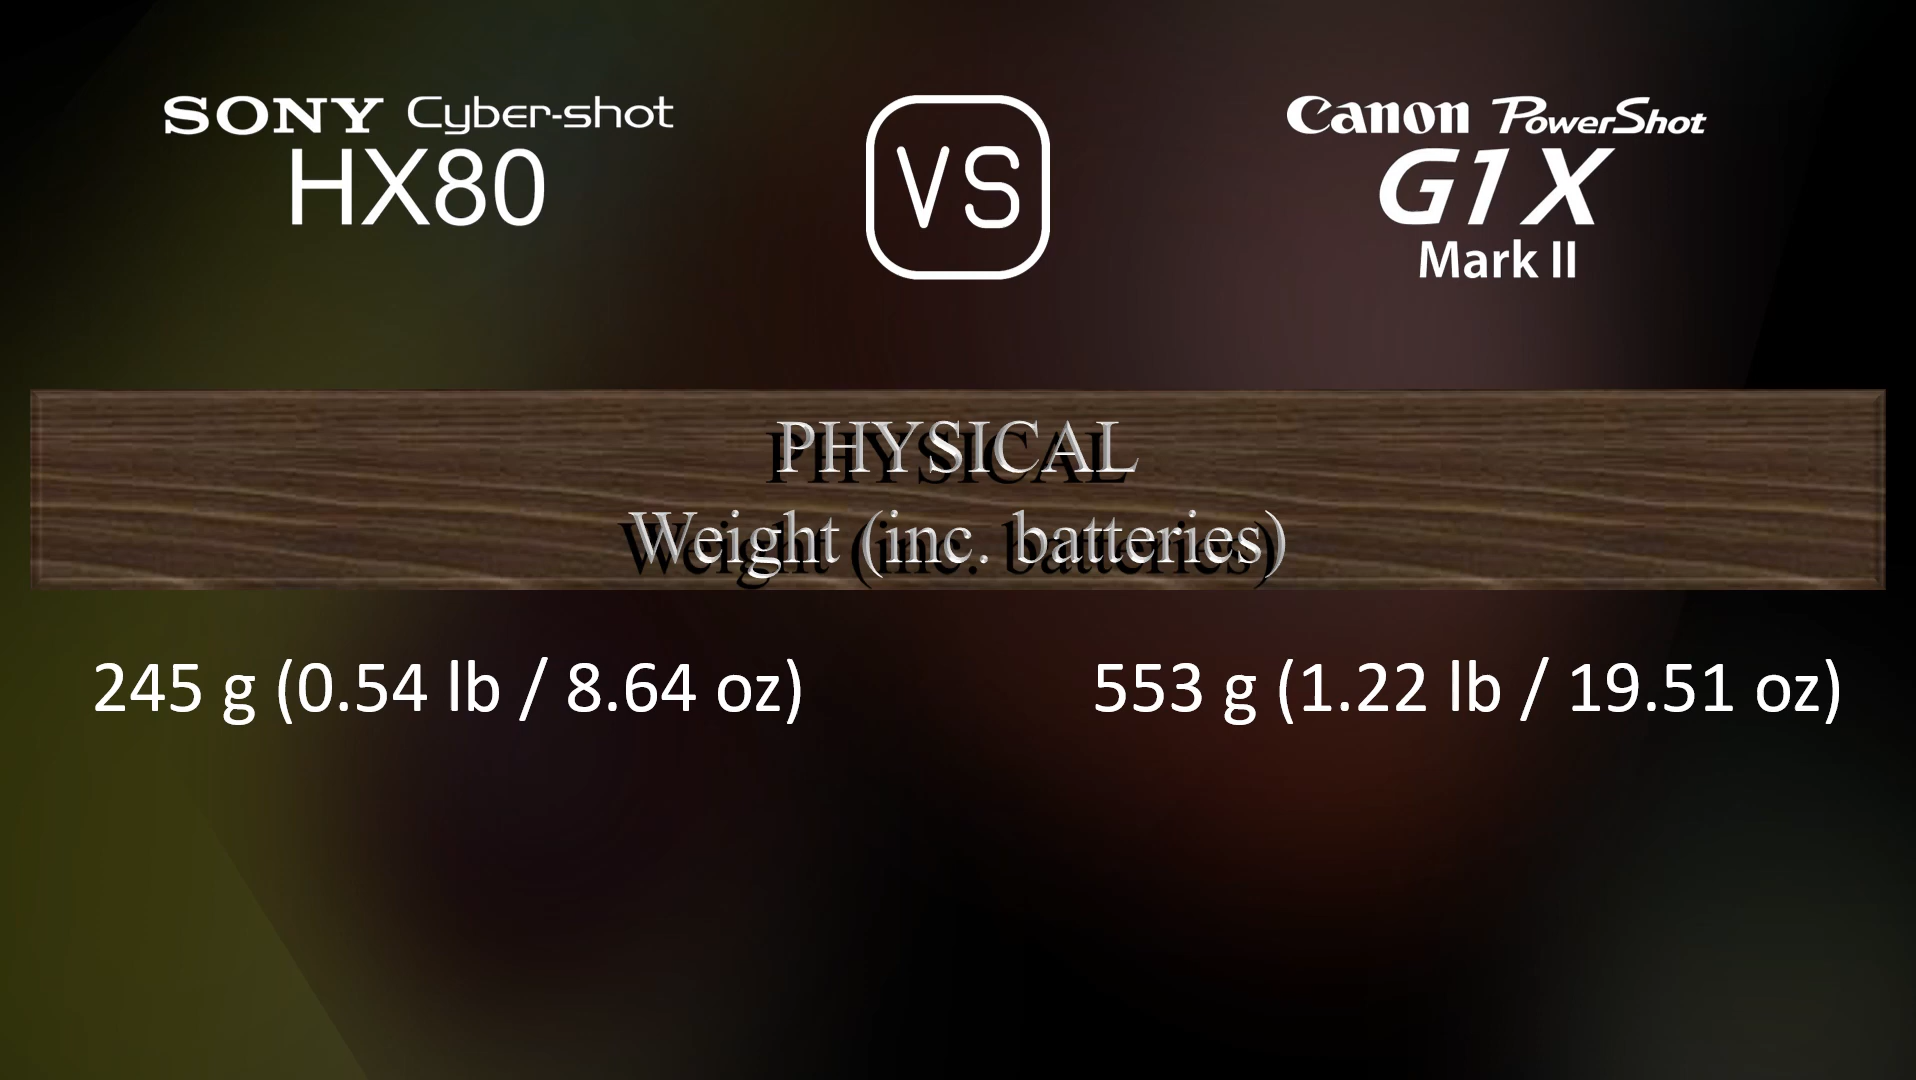 SONY Cyber-shot
HX80
VS
Canon PowerShot
G1 X
Mark II
PHYSICAL
Weight (inc. batteries)
245 g (0.54 lb / 8.64 oz)
553 g (1.22 lb / 19.51 oz)